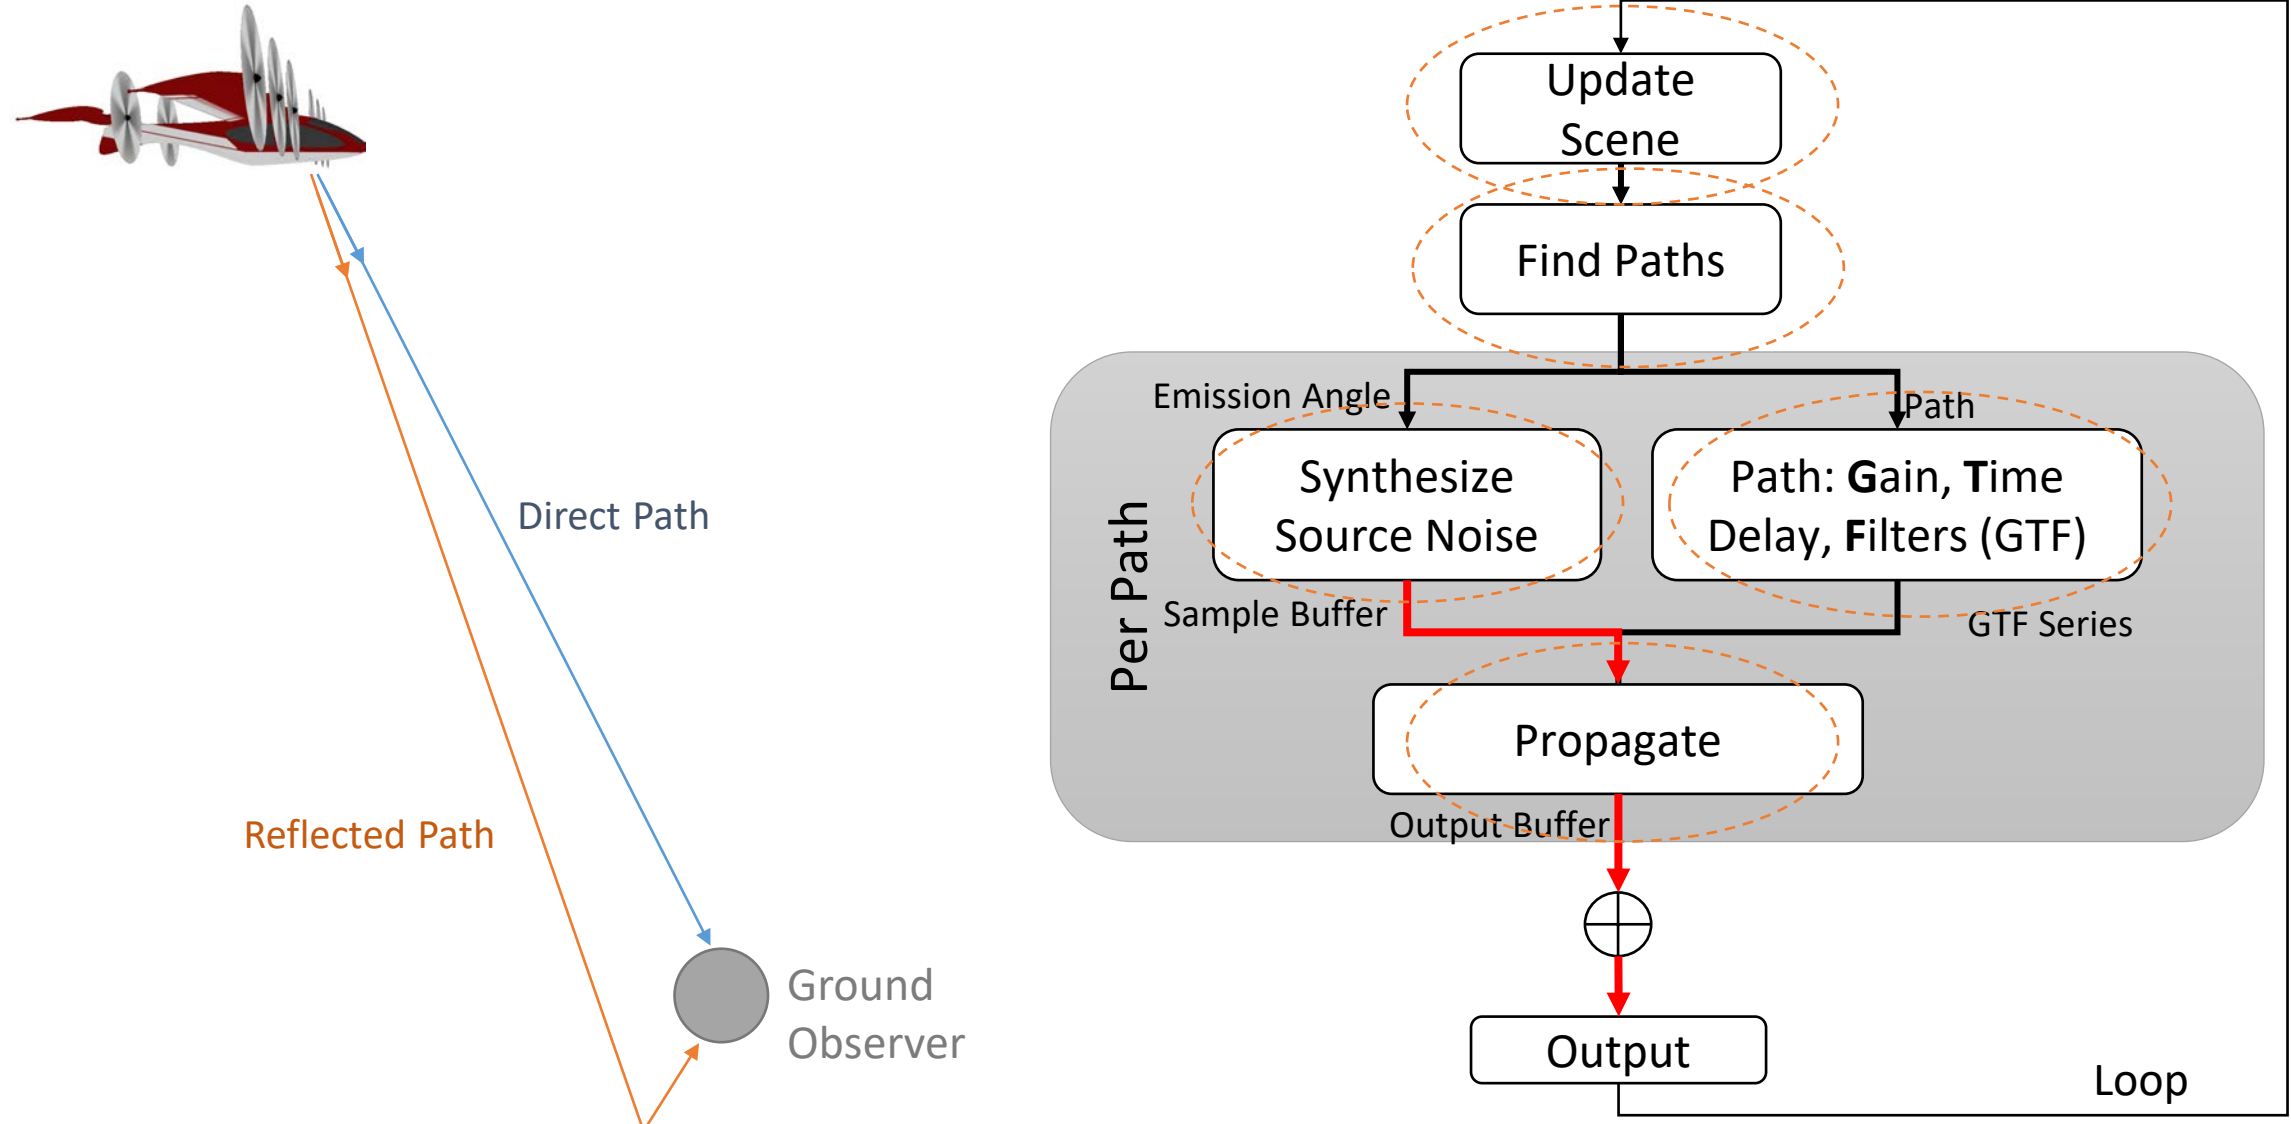 Direct Path
Reflected Path
Ground
Observer
Update
Scene
Find Paths
Emission Angle
Path
Synthesize
Source Noise
Path: Gain, Time
Delay, Filters (GTF)
Per Path
Sample Buffer
GTF Series
Propagate
Output Buffer
Output
Loop